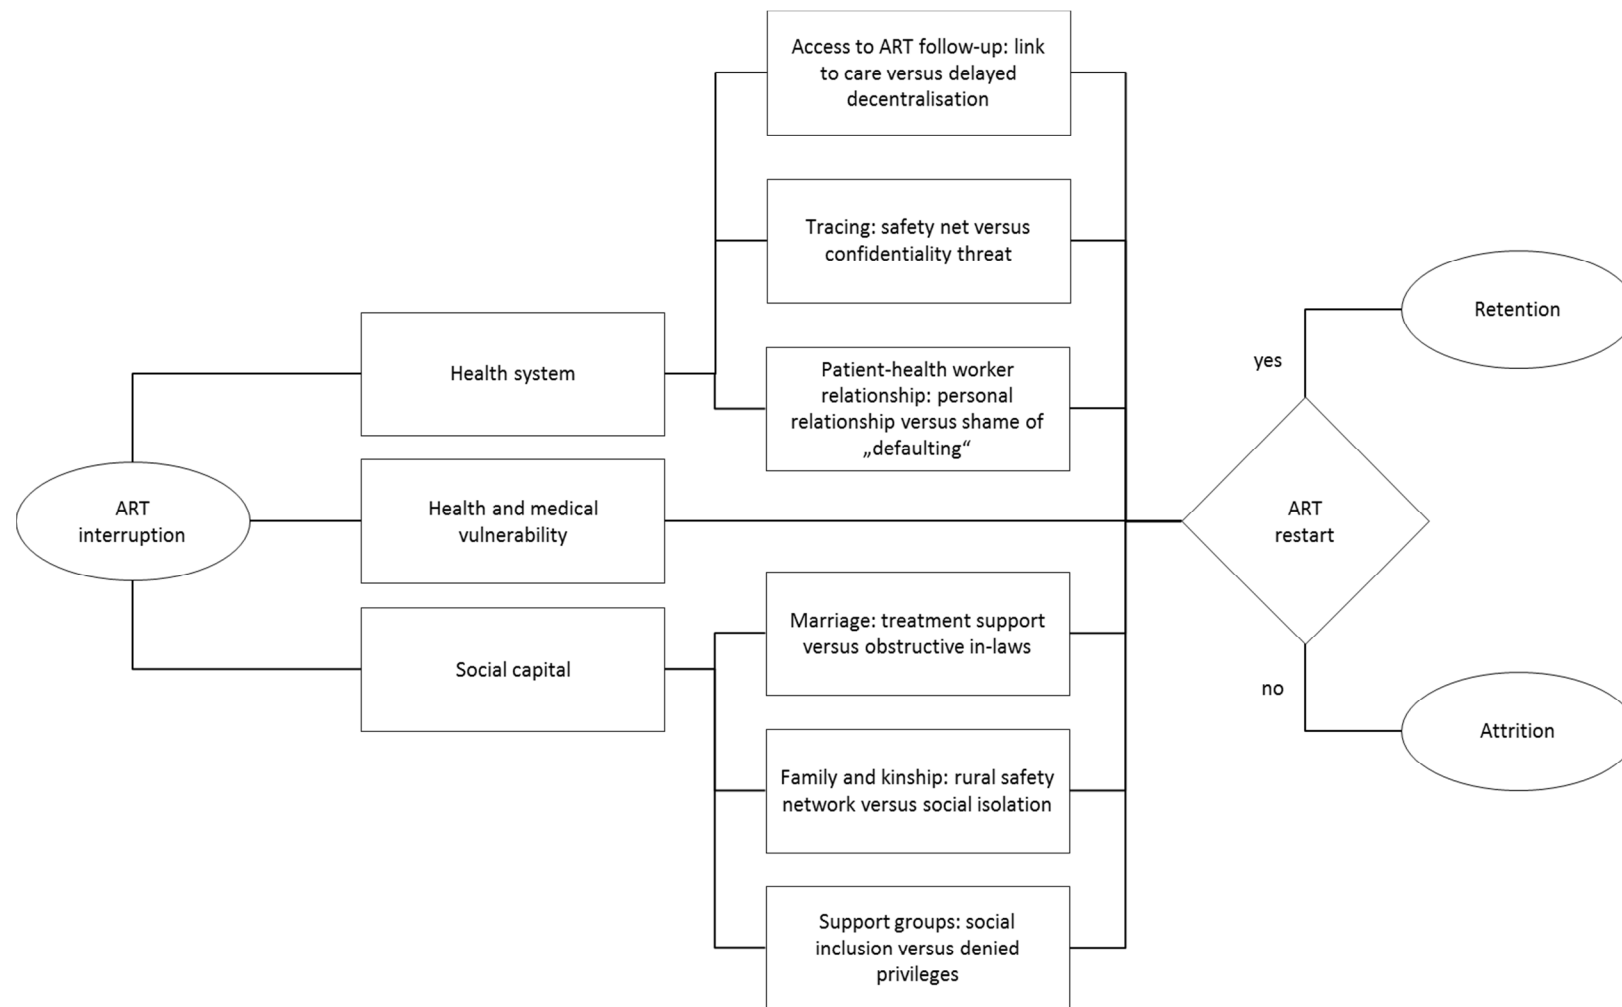 Access to ART follow-up: link
to care versus delayed
decentralisation
Tracing: safety net versus
confidentiality threat
Retention
yes
Health system
Patient-health worker
relationship: personal
relationship versus shame of
„defaulting“
ART
interruption
Health and medical
vulnerability
ART
restart
Marriage: treatment support
versus obstructive in-laws
Social capital
no
Attrition
Family and kinship: rural safety
network versus social isolation
Support groups: social
inclusion versus denied
privileges